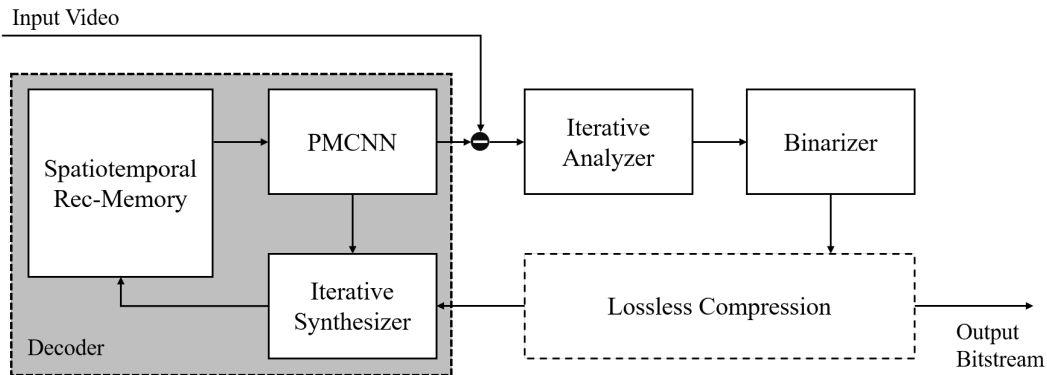 Input Video
Spatiotemporal
Rec-Memory
PMCNN
Iterative
Analyzer
Binarizer
Iterative
Synthesizer
Lossless Compression
Decoder
Output
Bitstream